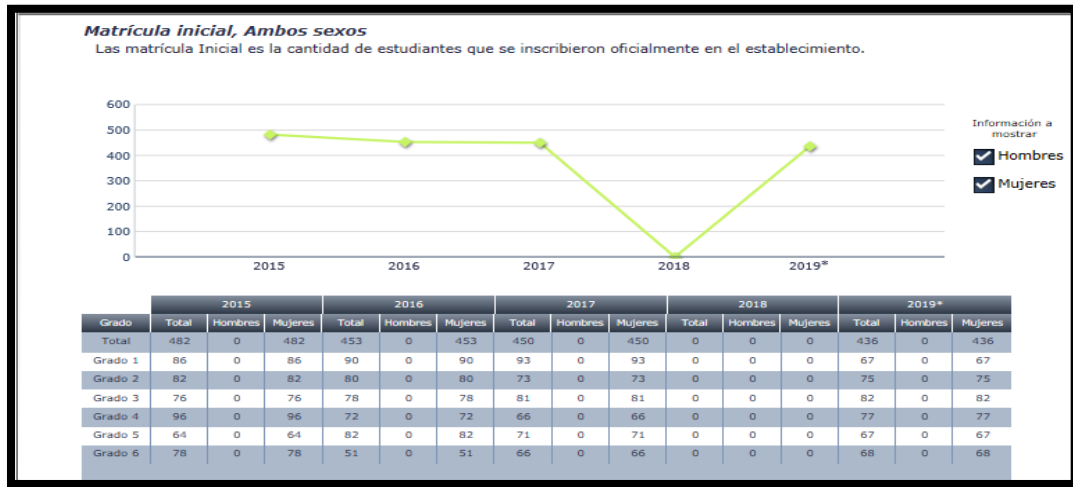 Matrícula inicial, Ambos sexos
Las matrícula Inicial es la cantidad de estudiantes que se inscribieron oficialmente en el establecimiento.
600
500
400
300
200
100
0
2015 2016 2017 2018 2019*
Información a
mostrar
Hombres
Mujeres
2015 2016 2017 2018 2019*
Grado Total Hombres Mujeres Total Hombres Mujeres Total Hombres Mujeres Total Hombres Mujeres Total Hombres Mujeres
Total 482 0 482 453 0 453 450 0 450 0 0 0 436 0 436
Grado 1 86 0 86 90 0 90 93 0 93 0 0 0 67 0 67
Grado 2 82 0 82 80 0 80 73 0 73 0 0 0 75 0 75
Grado 3 76 0 76 78 0 78 81 0 81 0 0 0 82 0 82
Grado 4 96 0 96 72 0 72 66 0 66 0 0 0 77 0 77
Grado 5 64 0 64 82 0 82 71 0 71 0 0 0 67 0 67
Grado 6 78 0 78 51 0 51 66 0 66 0 0 0 68 0 68